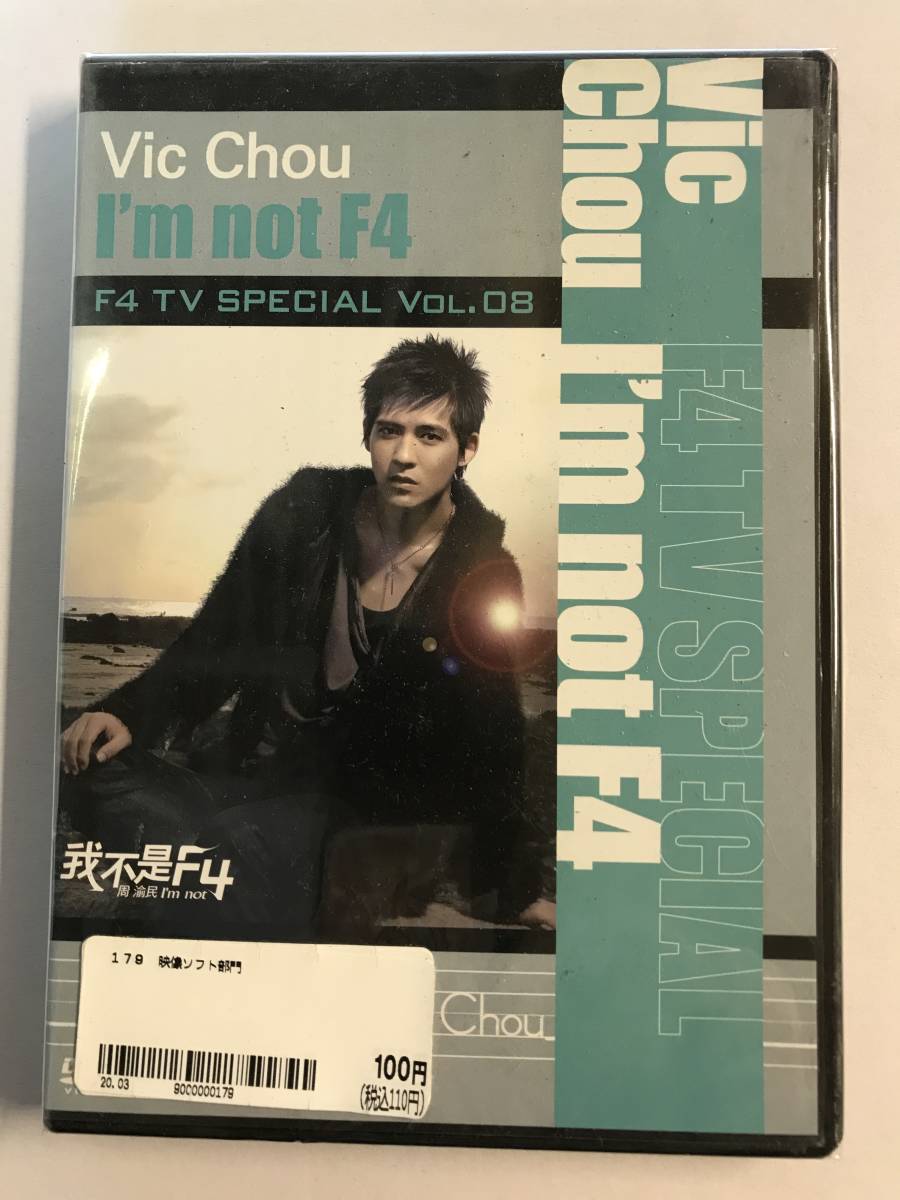 Vic Chou
I'm not F4
F4 TV SPECIAL VOL.08
Vic
Chou I'm not F4
F4 TV SPECIAL
我不是F4
周渝民 I'm not
179 映像ソフト部門
Chou
100円
(税込110円)
20.03
9000000179